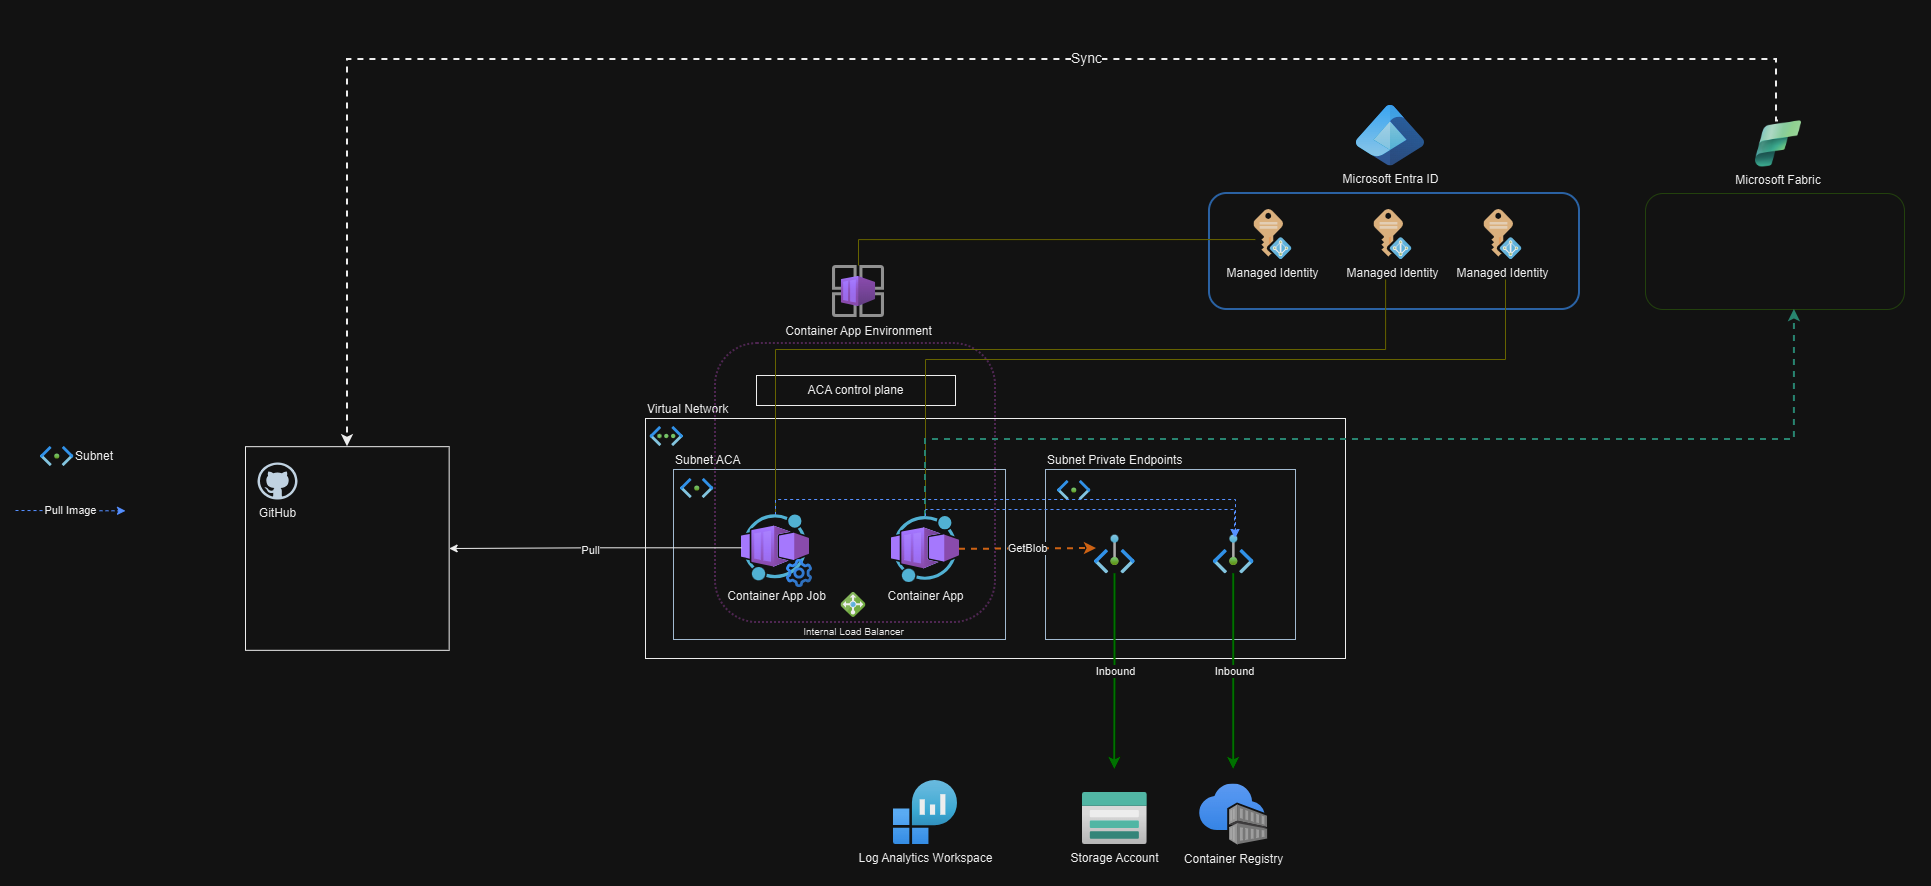 Sync
Microsoft Entra ID
Microsoft Fabric
Managed Identity
Managed Identity
Managed Identity
Container App Environment
ACA control plane
Virtual Network
Subnet
Subnet ACA
Subnet Private Endpoints
Pull Image
GitHub
Pull
GetBlob
Container App Job
Container App
Internal Load Balancer
Inbound
Inbound
Log Analytics Workspace
Storage Account
Container Registry